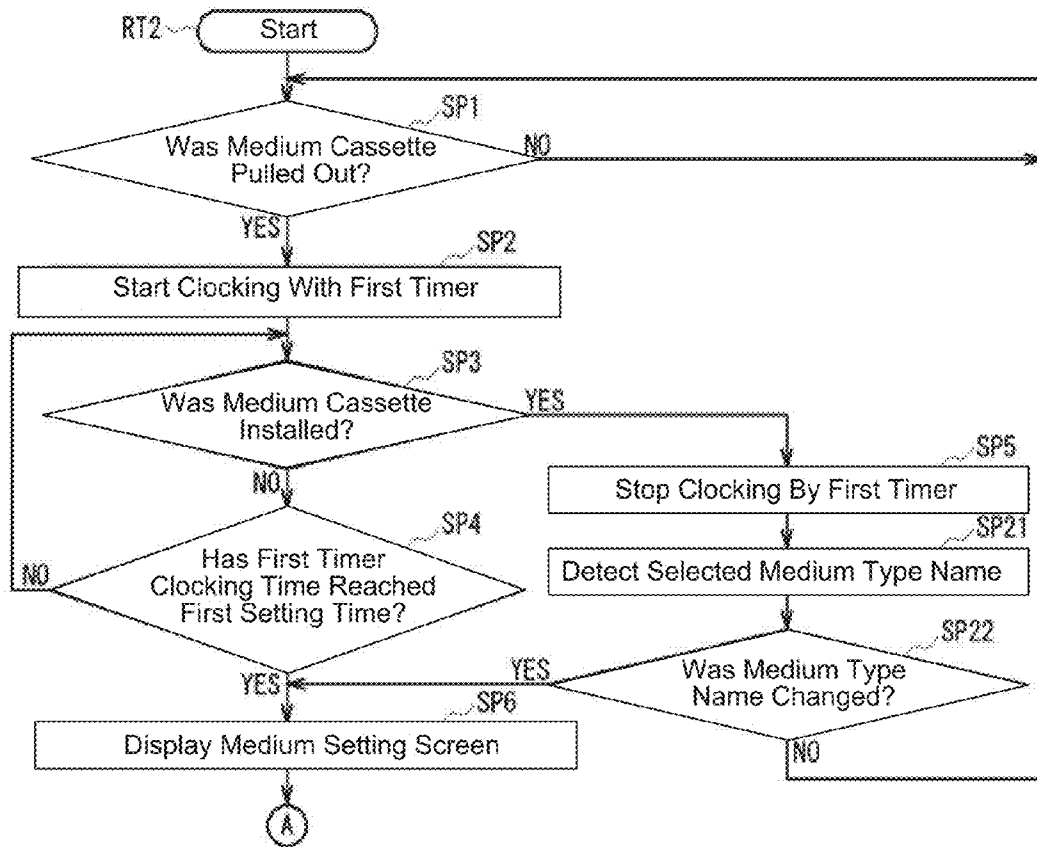 RT2
Start
SP1
Was Medium Cassette
Pulled Out?
NO
YES
SP2
Start Clocking With First Timer
SP3
Was Medium Cassette
Installed?
YES
NO
SP5
Stop Clocking By First Timer
SP4
Has First Timer
Clocking Time Reached
First Setting Time?
NO
YES
SP21
Detect Selected Medium Type Name
SP22
Was Medium Type
Name Changed?
YES
NO
SP6
Display Medium Setting Screen
A